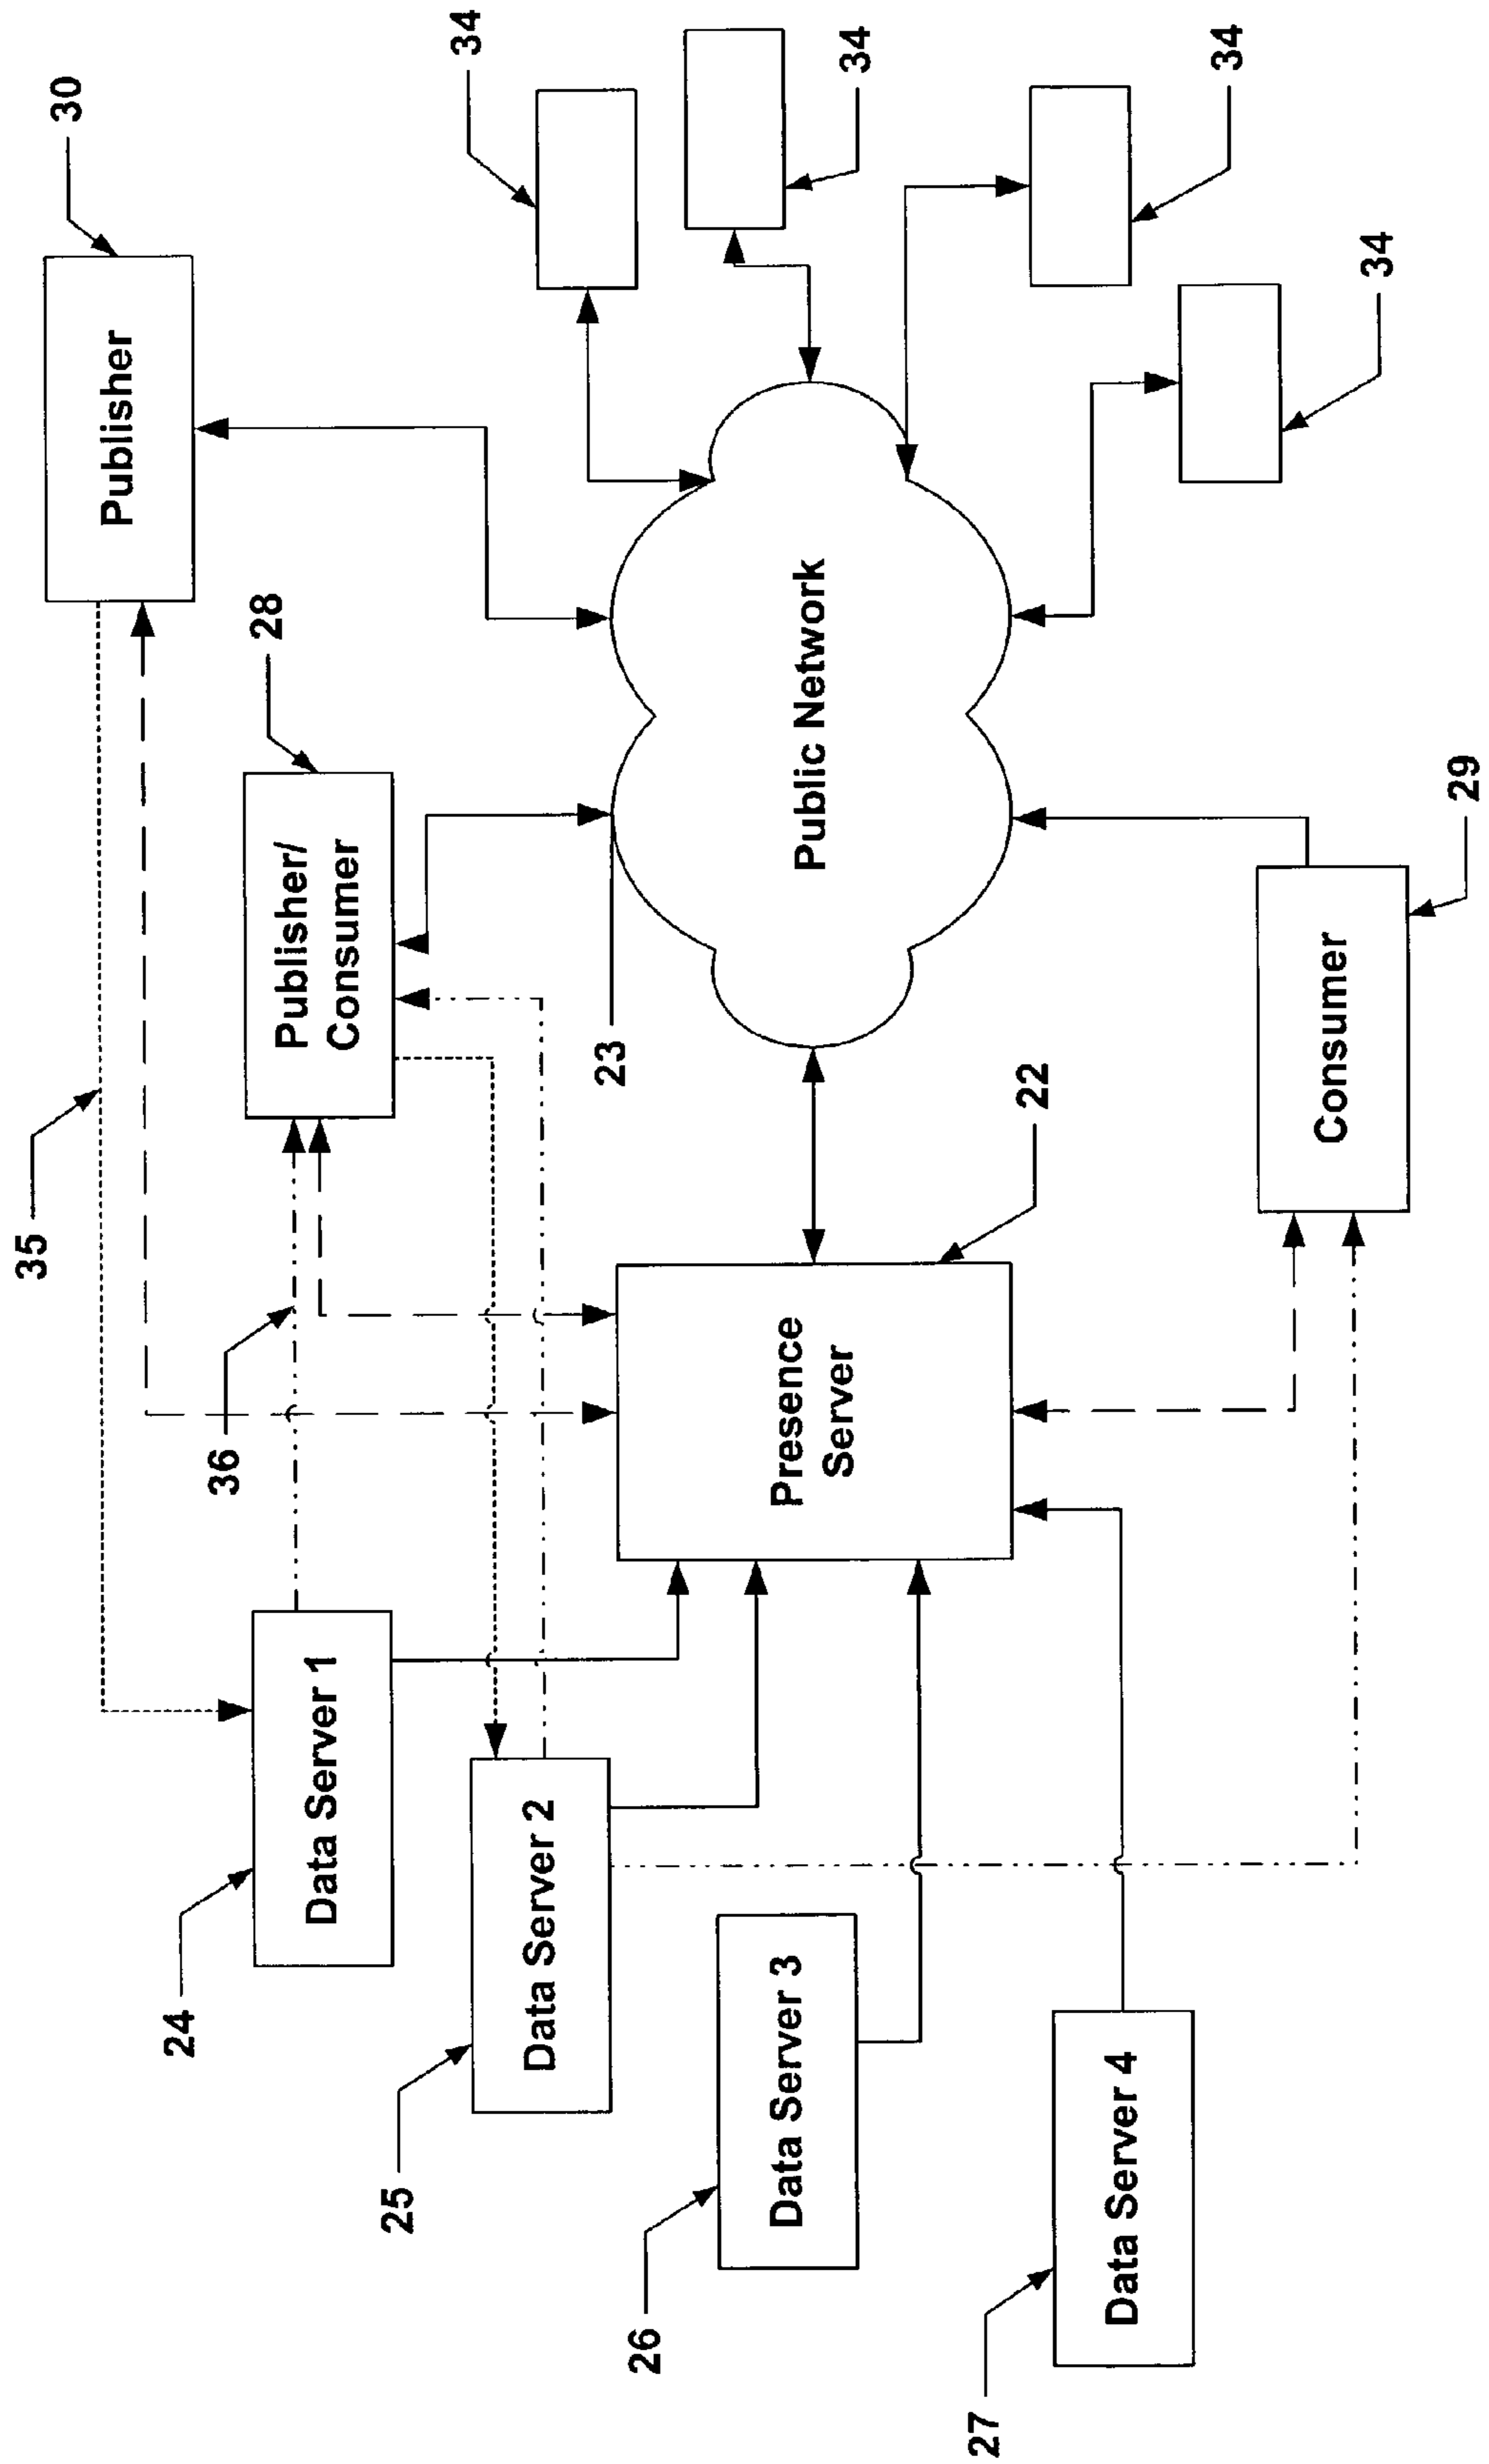 30
34
34
34
34
Publisher
35
28
Publisher/
Consumer
36
23
Public Network
22
Presence
Server
29
Consumer
24
Data Server 1
25
Data Server 2
26
Data Server 3
27
Data Server 4